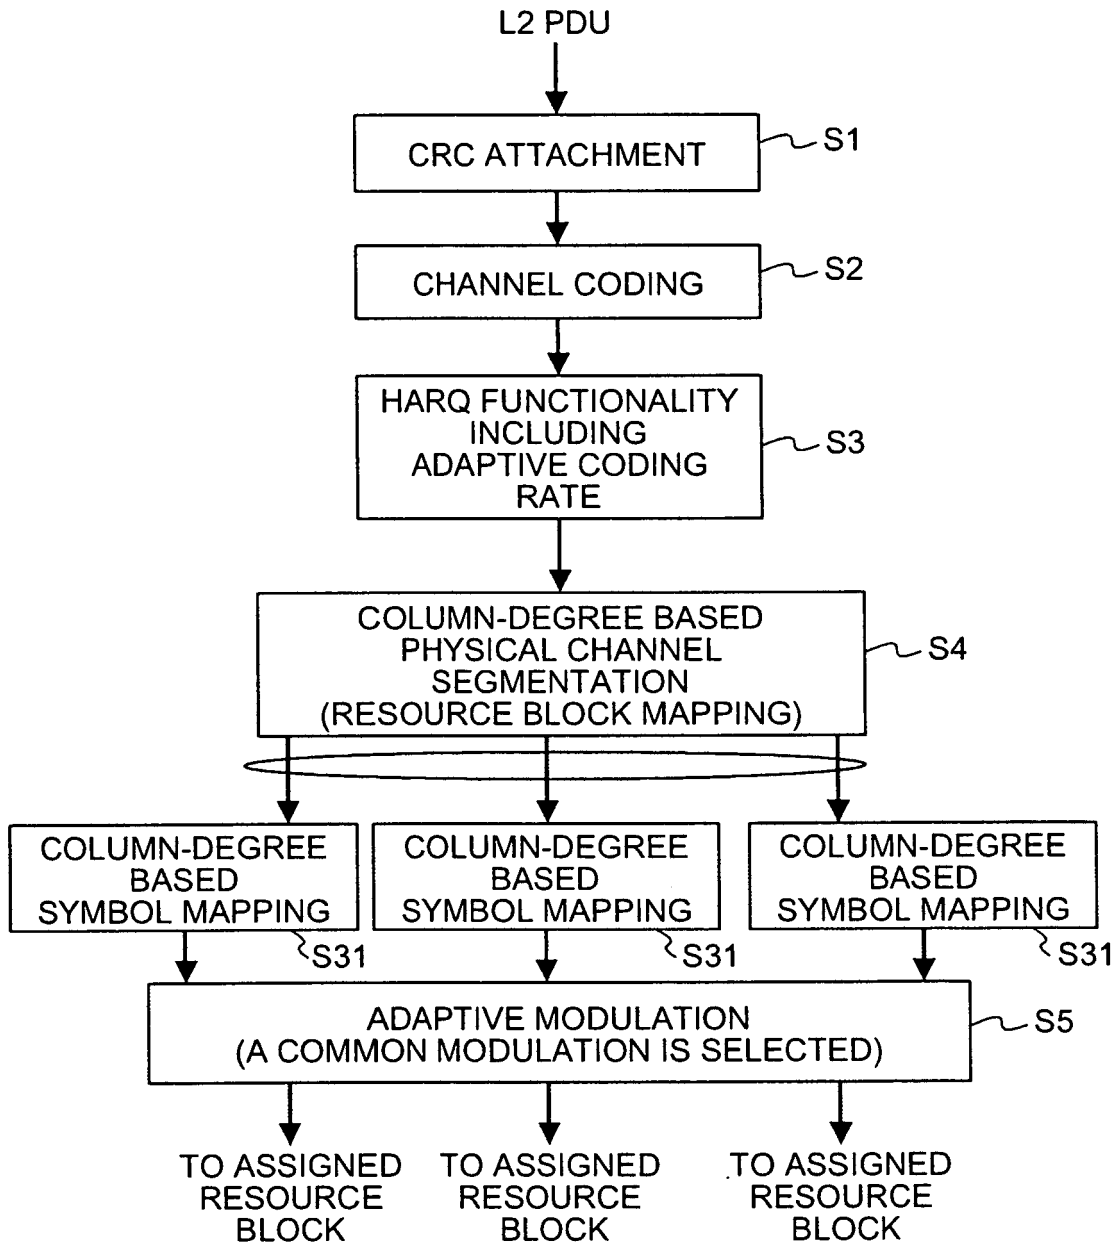 L2 PDU
CRC ATTACHMENT
S1
CHANNEL CODING
S2
HARQ FUNCTIONALITY
INCLUDING
ADAPTIVE CODING
RATE
S3
COLUMN-DEGREE BASED
PHYSICAL CHANNEL
SEGMENTATION
(RESOURCE BLOCK MAPPING)
S4
COLUMN-DEGREE
BASED
SYMBOL MAPPING
S31
COLUMN-DEGREE
BASED
SYMBOL MAPPING
S31
COLUMN-DEGREE
BASED
SYMBOL MAPPING
S31
ADAPTIVE MODULATION
(A COMMON MODULATION IS SELECTED)
S5
TO ASSIGNED
RESOURCE
BLOCK
TO ASSIGNED
RESOURCE
BLOCK
TO ASSIGNED
RESOURCE
BLOCK